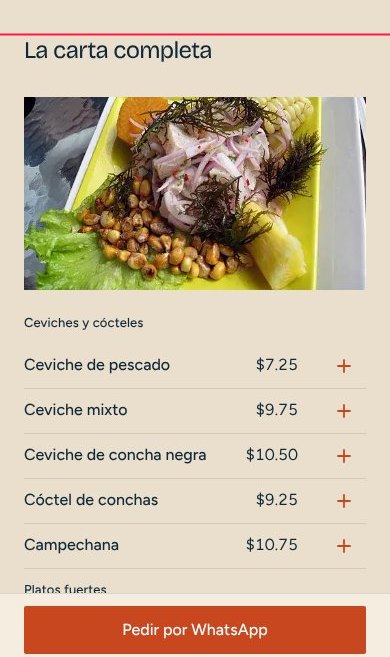 La carta completa
Ceviches y cócteles
Ceviche de pescado $7.25 +
Ceviche mixto $9.75 +
Ceviche de concha negra $10.50 +
Cóctel de conchas $9.25 +
Campechana $10.75 +
Platos fuertes
Pedir por WhatsApp